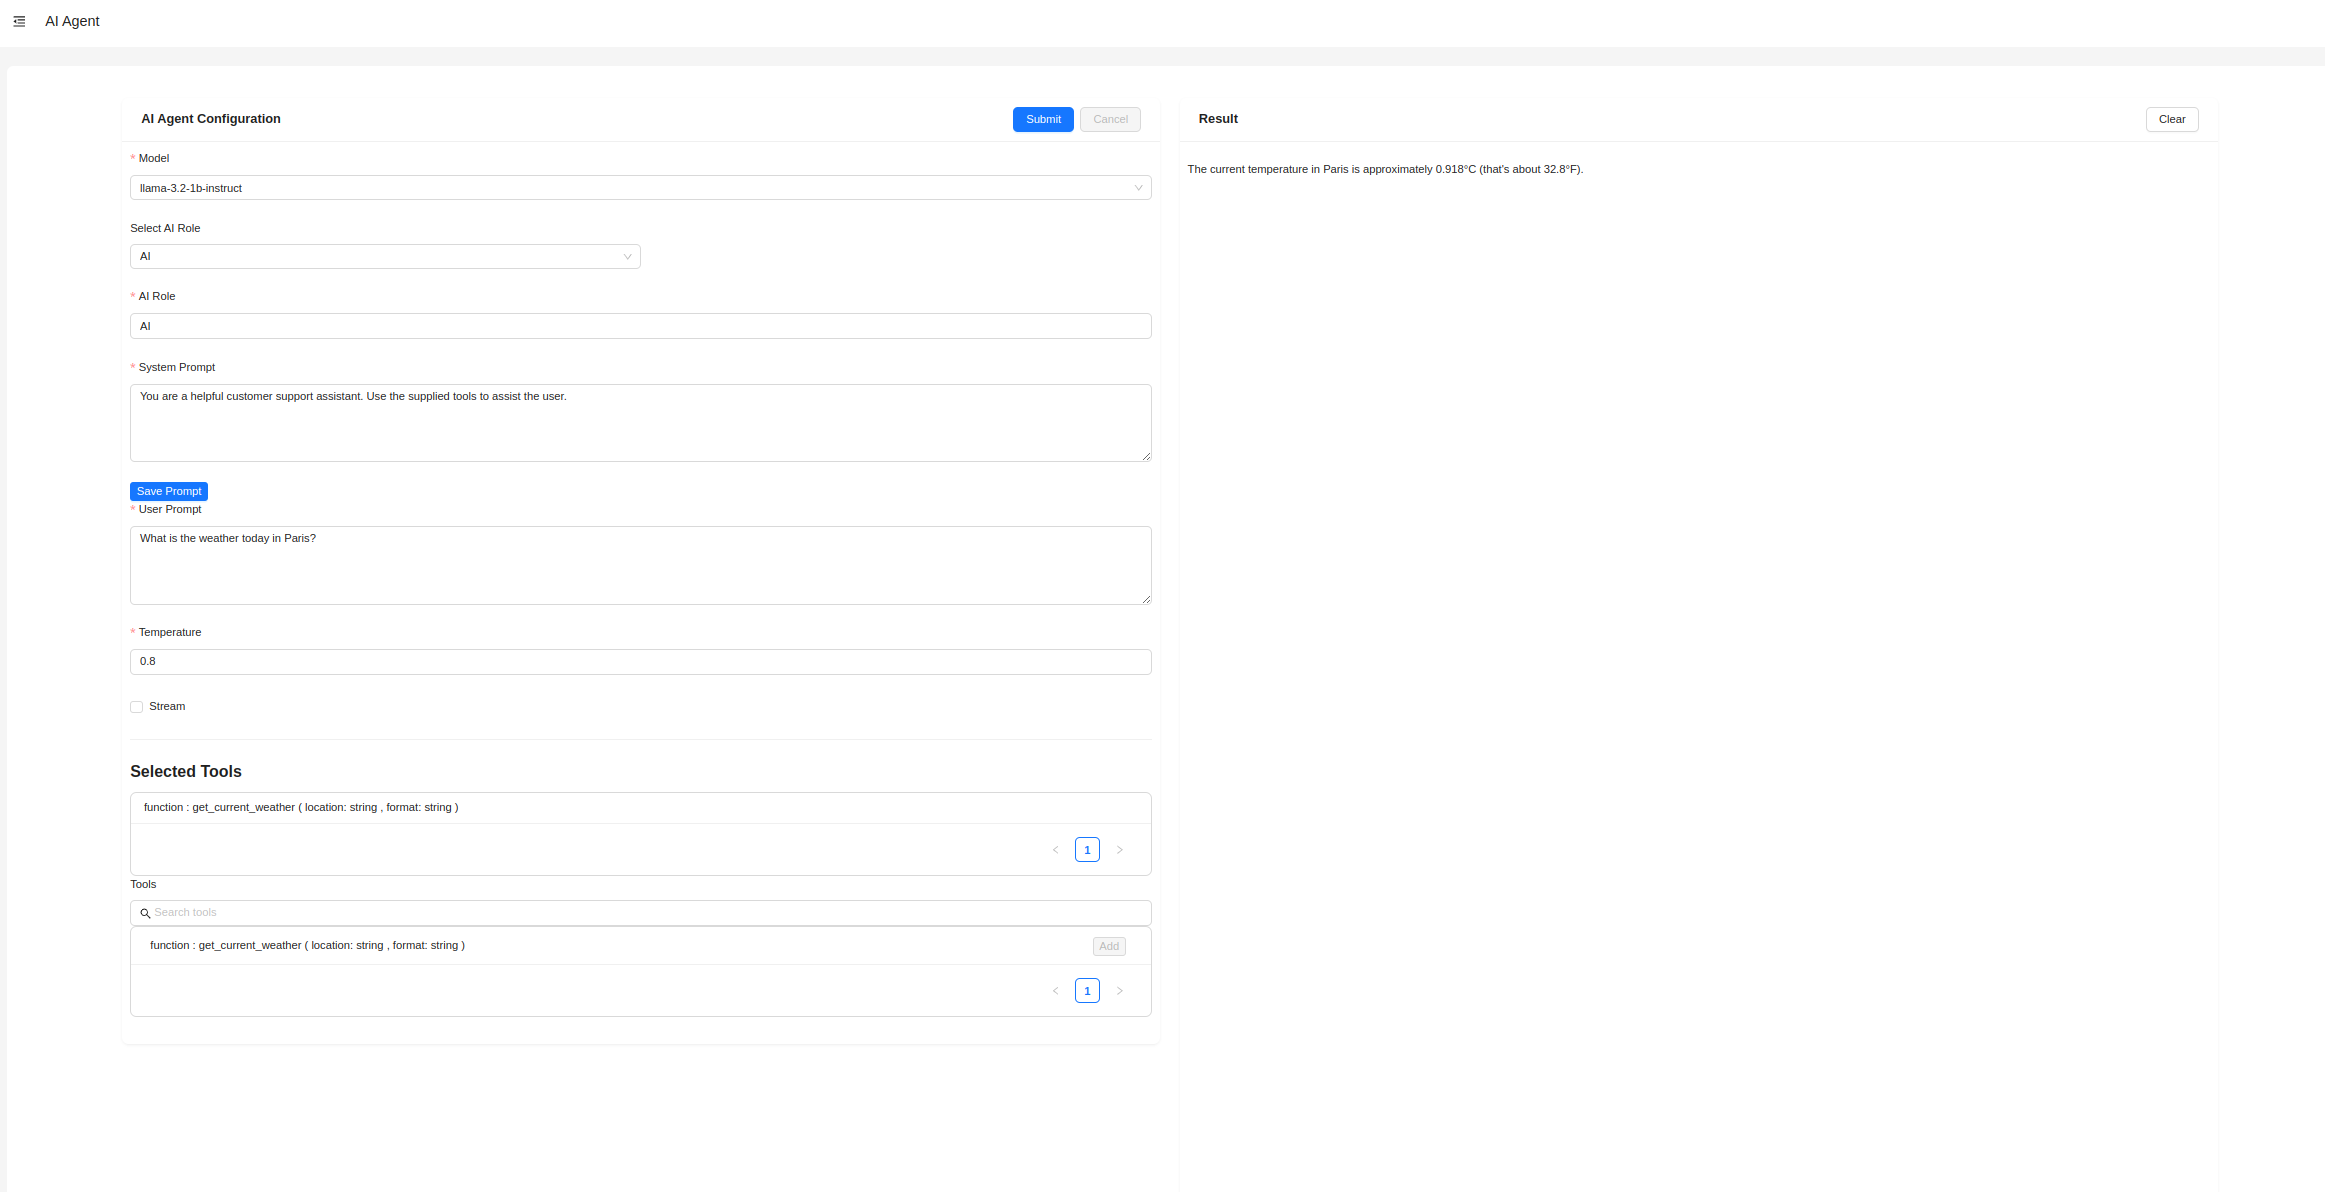 AI Agent
AI Agent Configuration
Submit
Cancel
* Model
llama-3.2-1b-instruct
Select AI Role
AI
* AI Role
AI
* System Prompt
You are a helpful customer support assistant. Use the supplied tools to assist the user.
Save Prompt
* User Prompt
What is the weather today in Paris?
* Temperature
0.8
Stream
Selected Tools
function : get_current_weather ( location: string , format: string )
1
Tools
Search tools
function : get_current_weather ( location: string , format: string )
Add
1
Result
Clear
The current temperature in Paris is approximately 0.918°C (that's about 32.8°F).